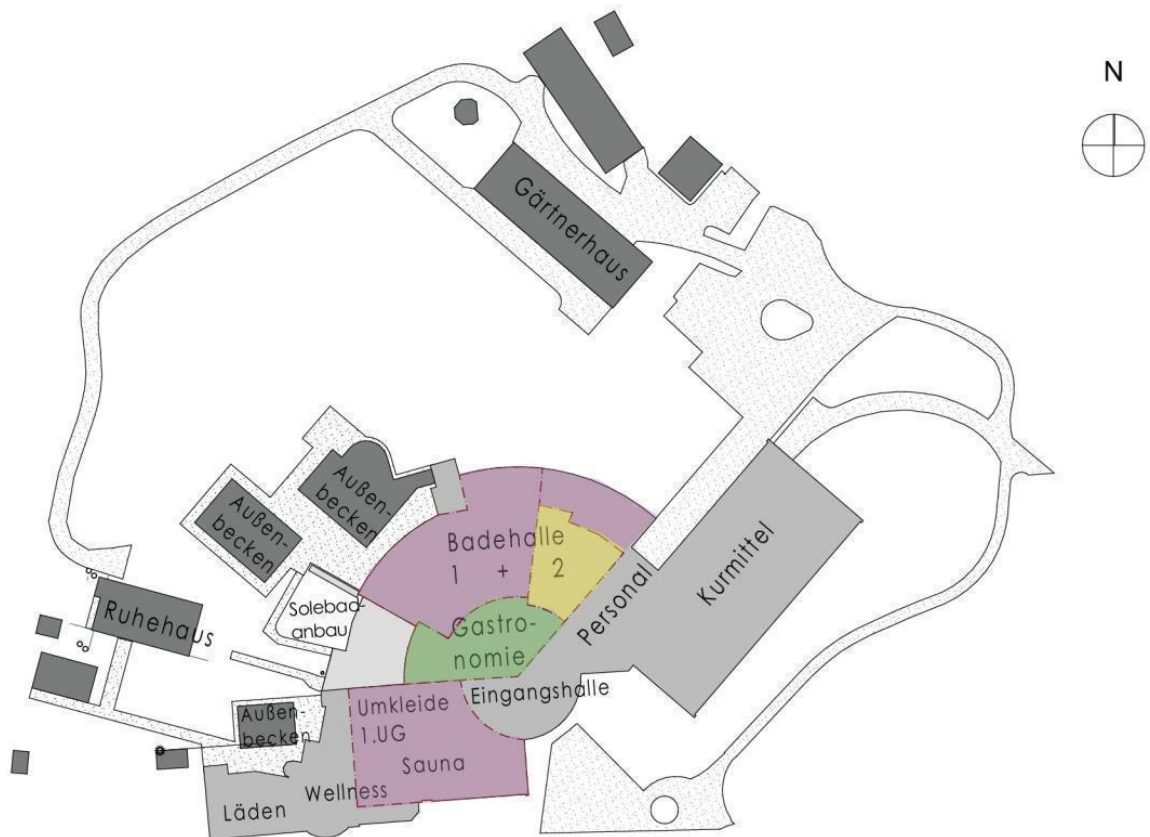 N
Gärtnerhaus
Außen-
becken
Außen-
becken
Badehalle
1 + 2
Kurmittel
Personal
Solebad-
anbau
Ruhehaus
Gastro-
nomie
Eingangshalle
Umkleide
1.UG
Außen-
becken
Sauna
Wellness
Läden